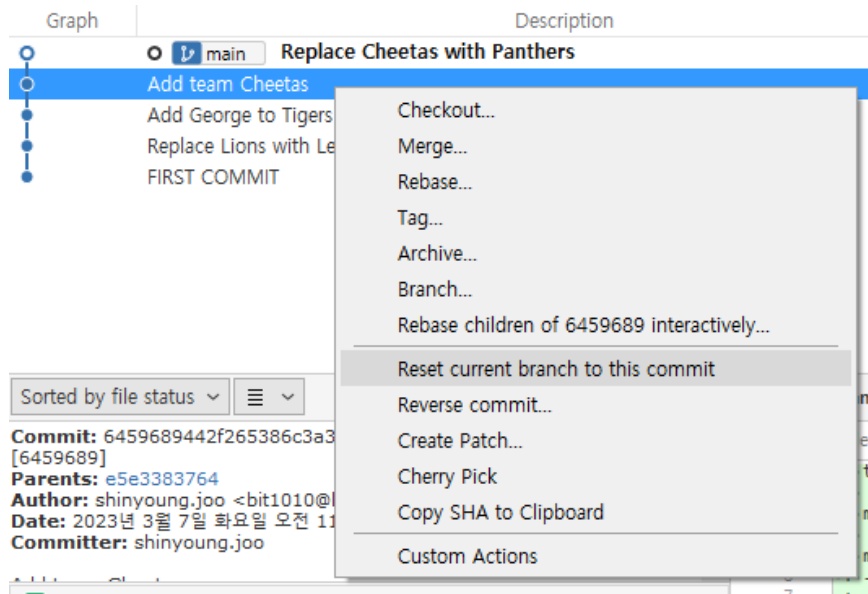 Graph
Description
main Replace Cheetas with Panthers
Add team Cheetas
Add George to Tigers
Replace Lions with Le
FIRST COMMIT
Checkout...
Merge...
Rebase...
Tag...
Archive...
Branch...
Rebase children of 6459689 interactively...
Reset current branch to this commit
Reverse commit...
Create Patch...
Cherry Pick
Copy SHA to Clipboard
Custom Actions
Sorted by file status
Commit: 6459689442f265386c3a3
[6459689]
Parents: e5e3383764
Author: shinyoung.joo <bit1010@
Date: 2023년 3월 7일 화요일 오전 11
Committer: shinyoung.joo